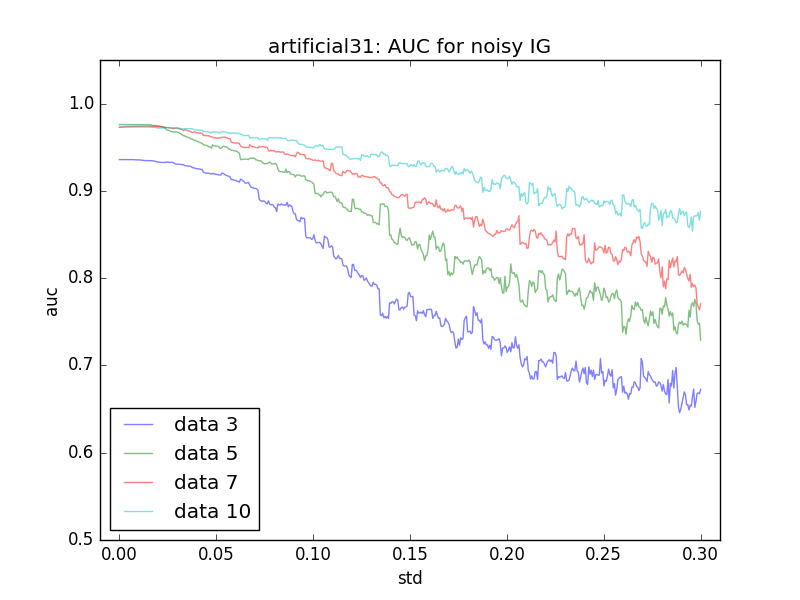 artificial31: AUC for noisy IG
1.0
0.9
0.8
0.7
0.6
0.5
auc
data 3
data 5
data 7
data 10
0.00 0.05 0.10 0.15 0.20 0.25 0.30
std